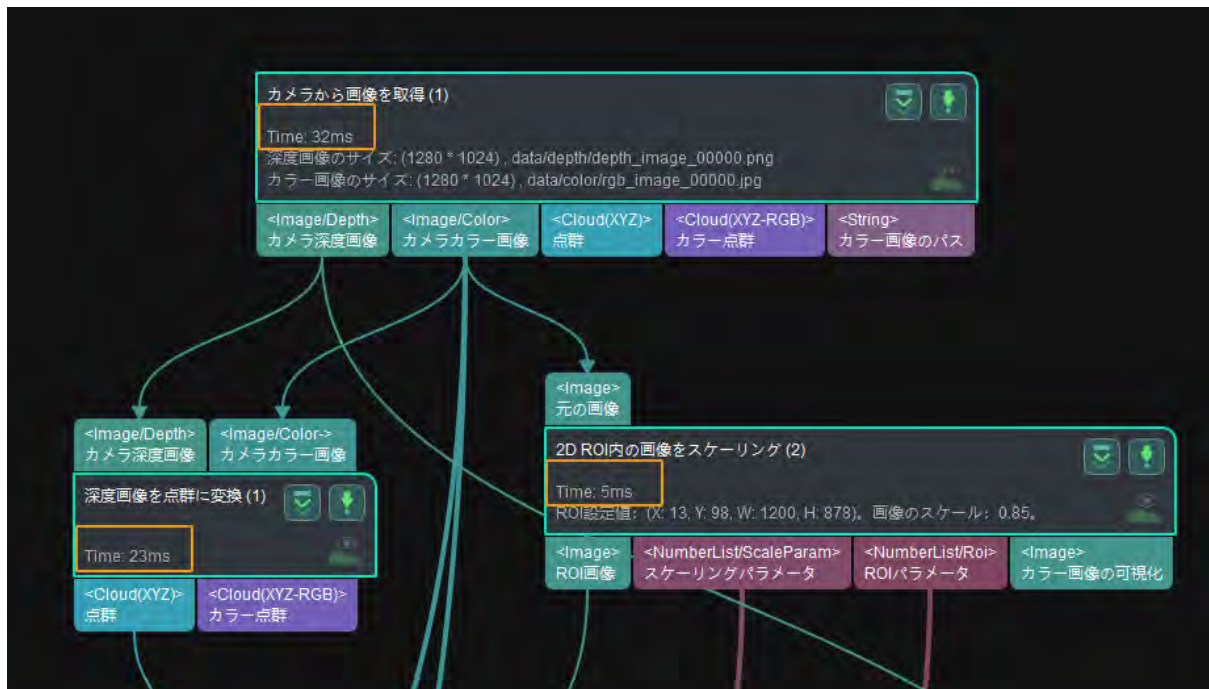 カメラから画像を取得 (1)
Time: 32ms
深度画像のサイズ: (1280 * 1024) , data/depth/depth_image_00000.png
カラー画像のサイズ: (1280 * 1024) , data/color/rgb_image_00000.jpg
<Image/Depth> <Image/Color> <Cloud(XYZ)> <Cloud(XYZ-RGB)> <String>
カメラ深度画像 カメラカラー画像 点群 カラー点群 カラー画像のパス
<Image>
元の画像
<Image/Depth> <Image/Color->
カメラ深度画像 カメラカラー画像
2D ROI内の画像をスケーリング (2)
Time: 5ms
ROI設定値: (X: 13, Y: 98, W: 1200, H: 878)。画像のスケール: 0.85。
深度画像を点群に変換 (1)
Time: 23ms
<Image> <NumberList/ScaleParam> <NumberList/Roi> <Image>
ROI画像 スケーリングパラメータ ROIパラメータ カラー画像の可視化
<Cloud(XYZ)> <Cloud(XYZ-RGB)>
点群 カラー点群